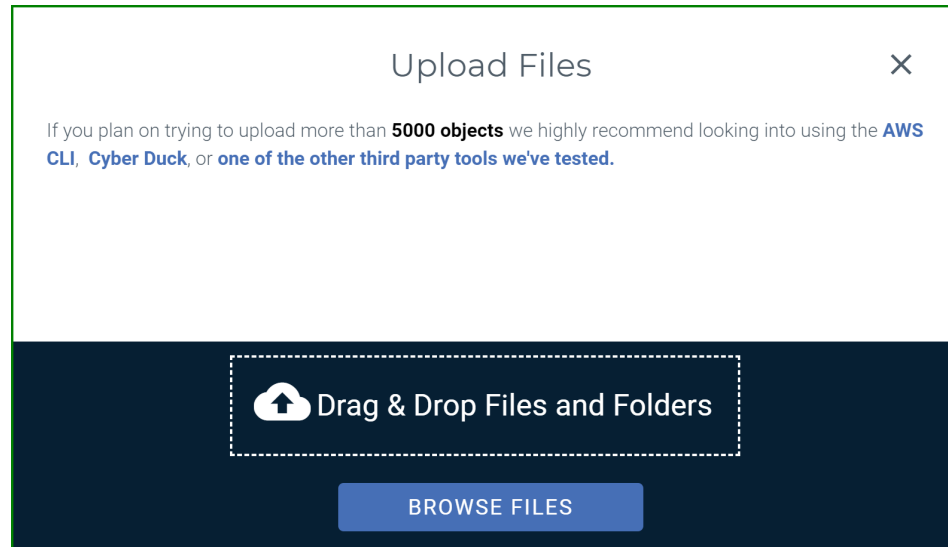 Upload Files
If you plan on trying to upload more than 5000 objects we highly recommend looking into using the AWS
CLI, Cyber Duck, or one of the other third party tools we've tested.
Drag & Drop Files and Folders
BROWSE FILES